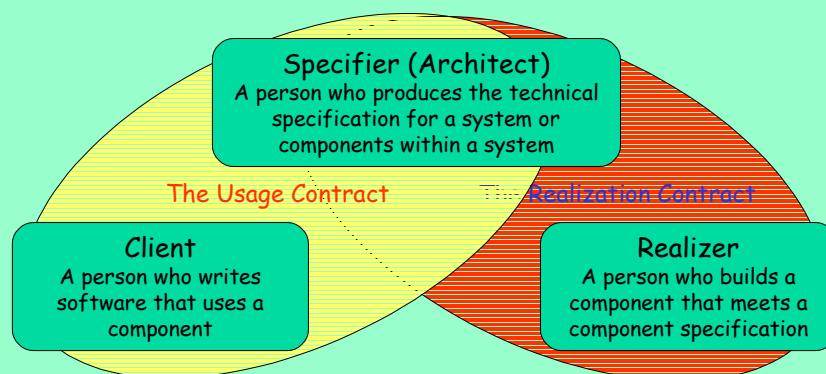 Specifier (Architect)
A person who produces the technical
specification for a system or
components within a system
The Usage Contract
The Realization Contract
Client
A person who writes
software that uses a
component
Realizer
A person who builds a
component that meets a
component specification